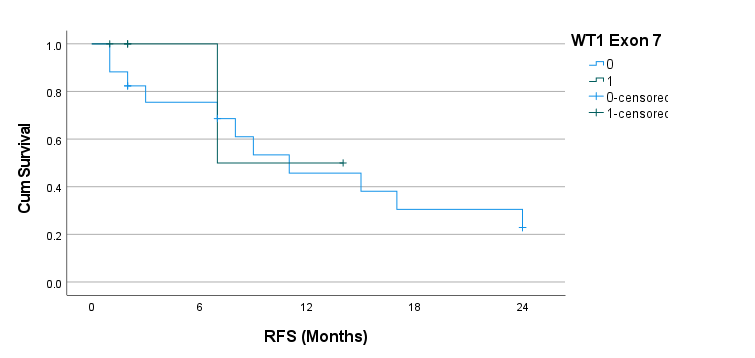 WT1 Exon 7
0
1
0-censored
1-censored
1.0
0.8
0.6
0.4
0.2
0.0
Cum Survival
0
6
12
18
24
RFS (Months)